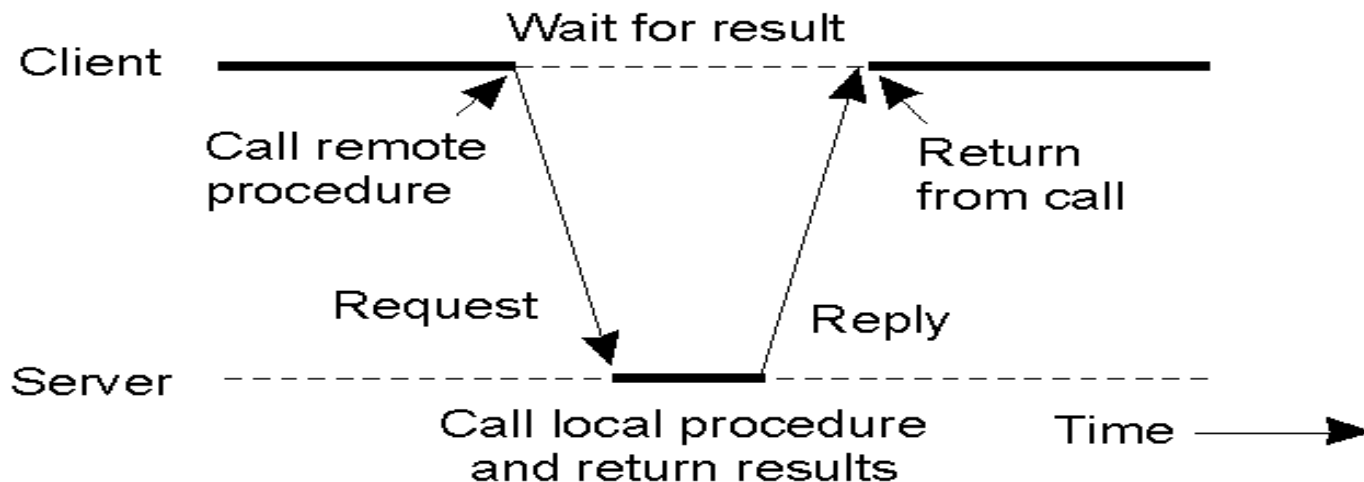 Wait for result
Client
Call remote
procedure
Return
from call
Request
Reply
Server
Call local procedure
and return results
Time